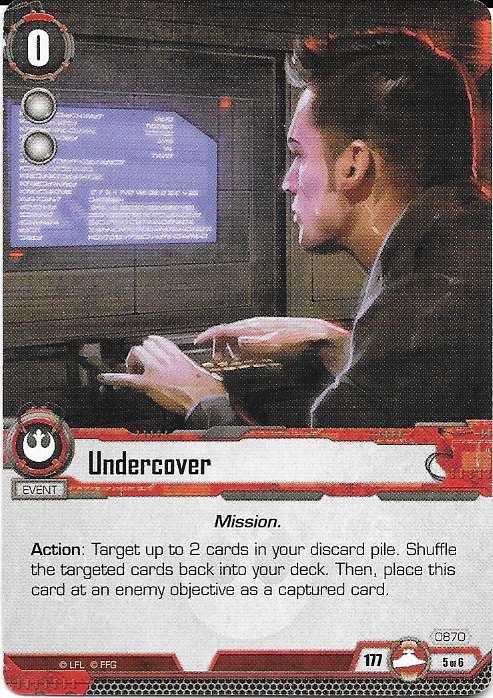 0
Undercover
EVENT
Mission.
Action: Target up to 2 cards in your discard pile. Shuffle
the targeted cards back into your deck. Then, place this
card at an enemy objective as a captured card.
0870
© LFL © FFG
177
5 of 6